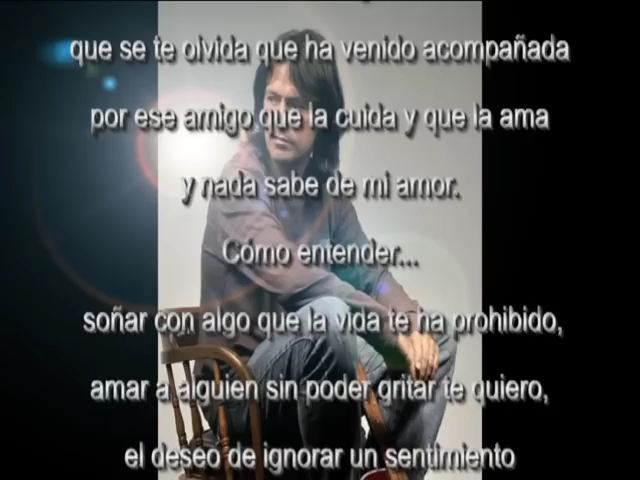 que se te olvida que ha venido acompañada
por ese amigo que la cuida y que la ama
y nada sabe de mi amor.
Cómo entender...
soñar con algo que la vida te ha prohibido,
amar a alguien sin poder gritar te quiero,
el deseo de ignorar un sentimiento